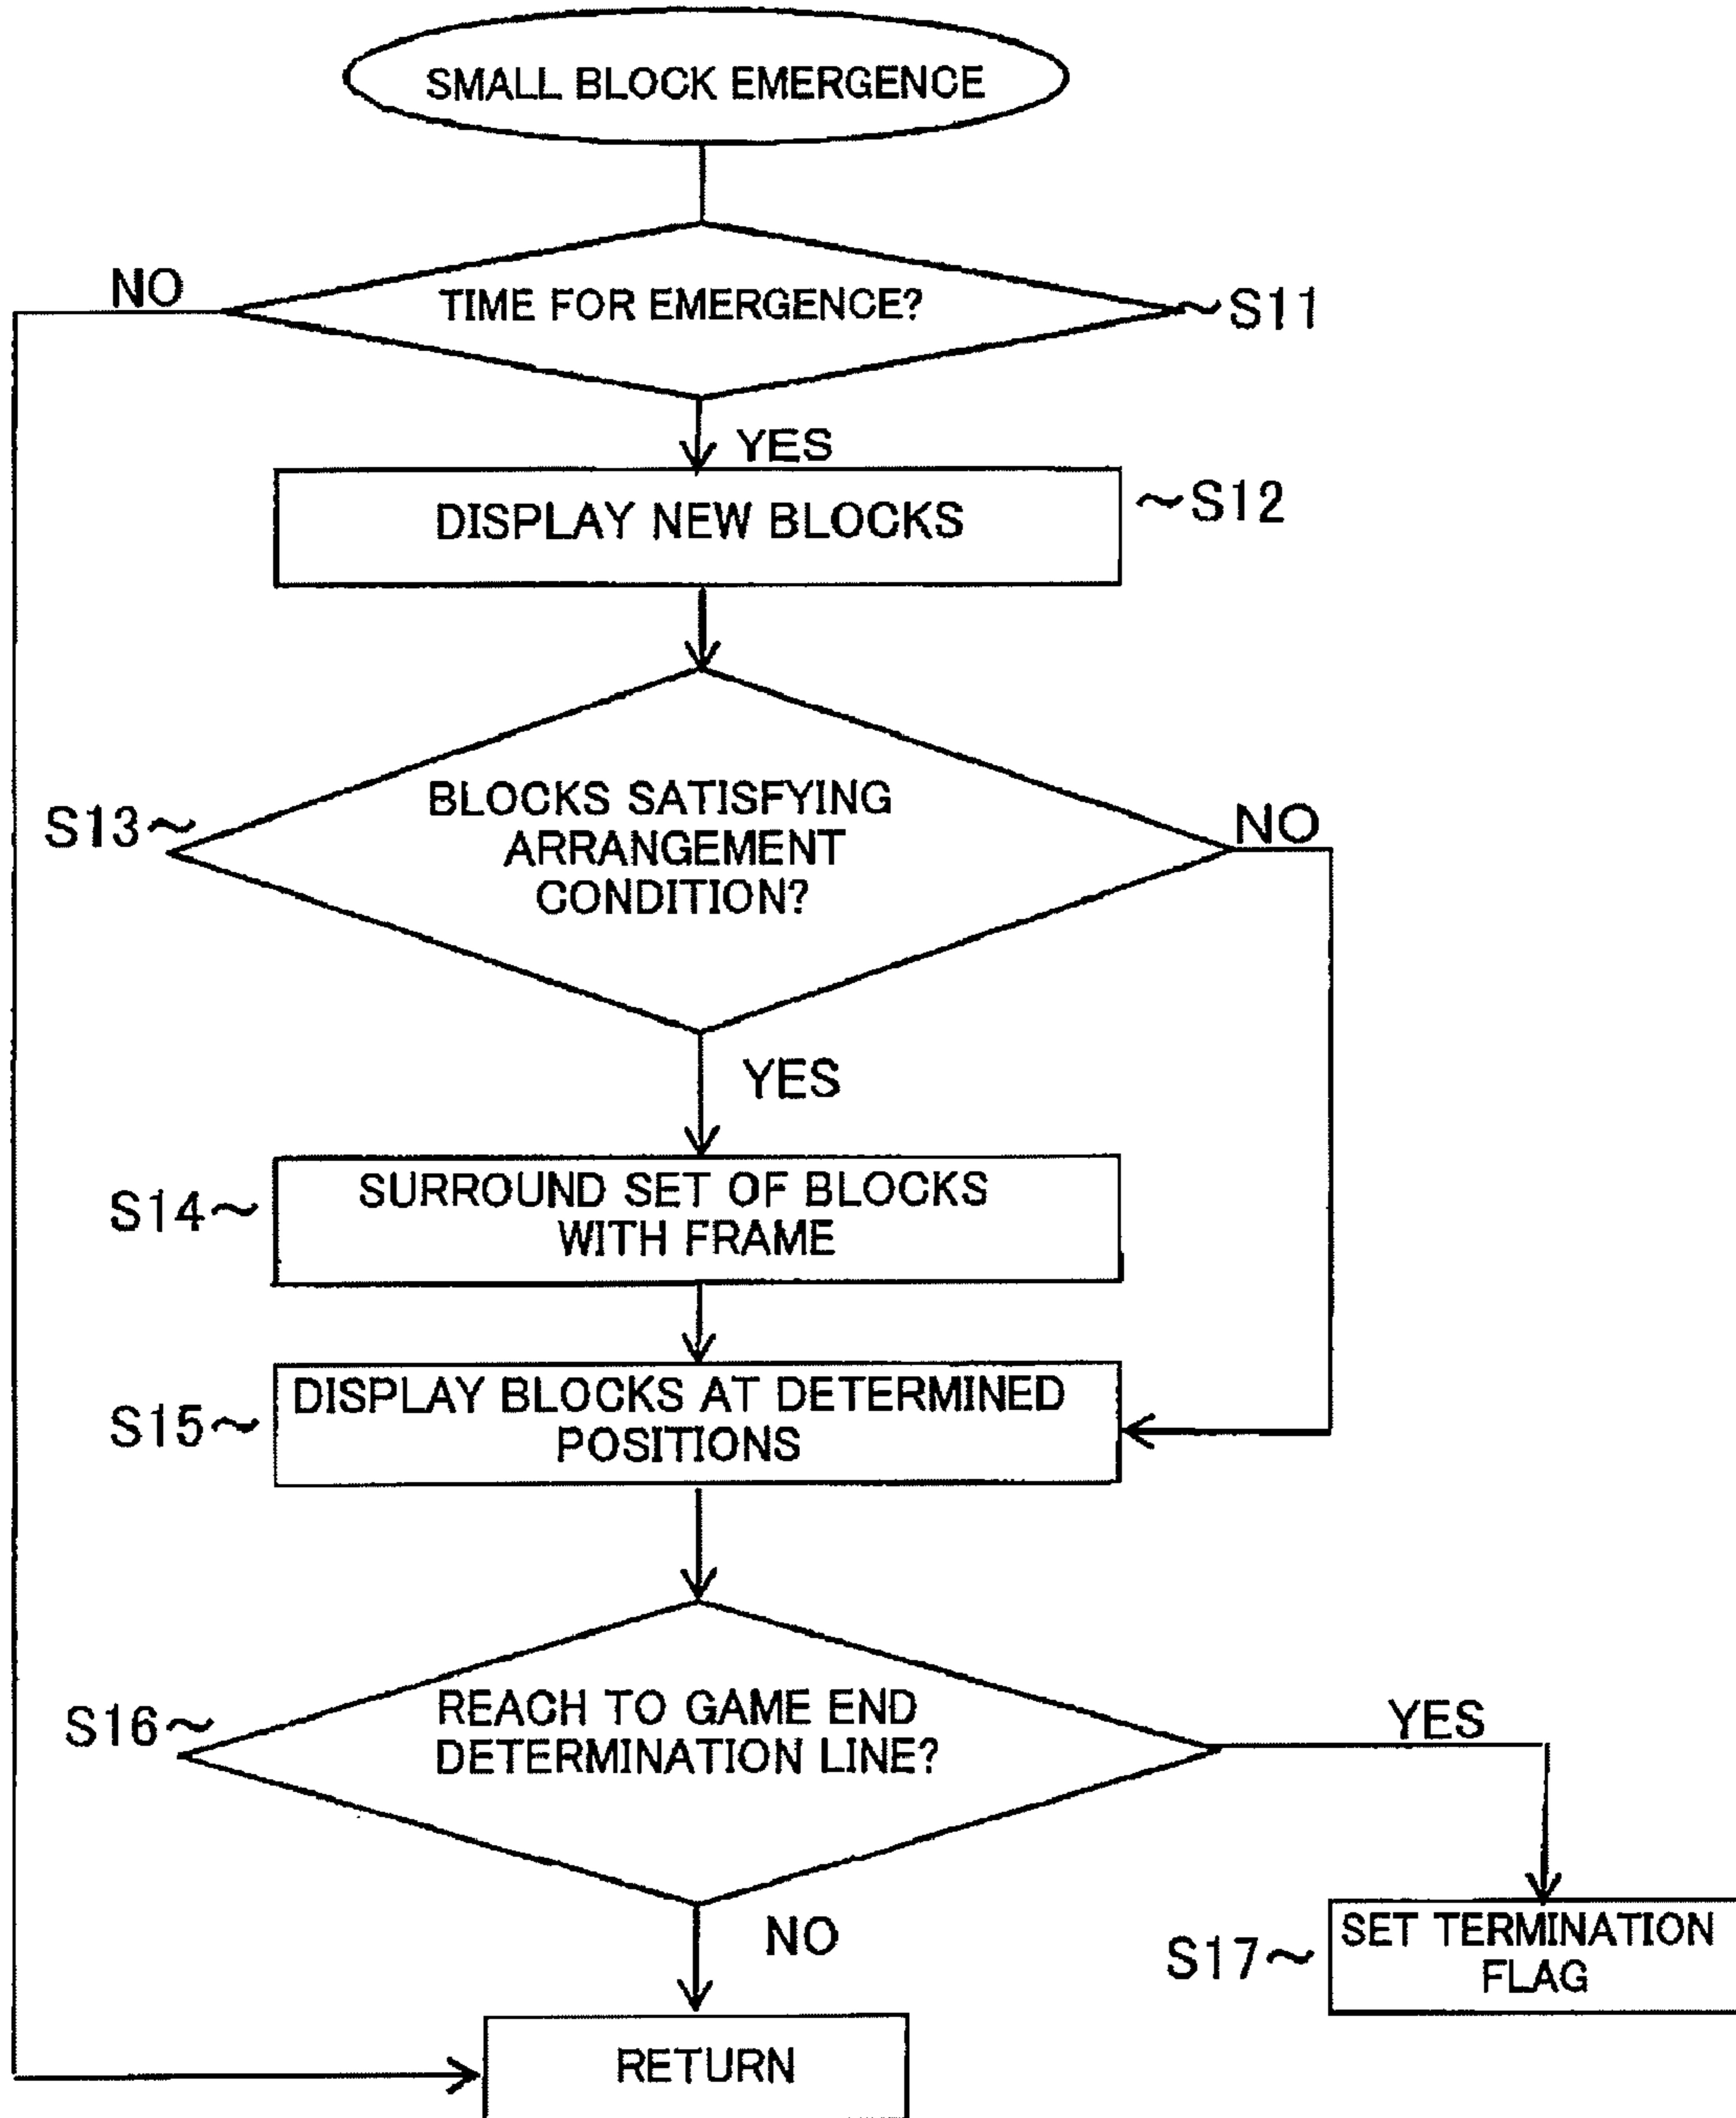 SMALL BLOCK EMERGENCE
NO
TIME FOR EMERGENCE?
~S11
YES
DISPLAY NEW BLOCKS
~S12
S13~
BLOCKS SATISFYING
ARRANGEMENT
CONDITION?
NO
YES
S14~
SURROUND SET OF BLOCKS
WITH FRAME
S15~
DISPLAY BLOCKS AT DETERMINED
POSITIONS
S16~
REACH TO GAME END
DETERMINATION LINE?
YES
NO
S17~
SET TERMINATION
FLAG
RETURN